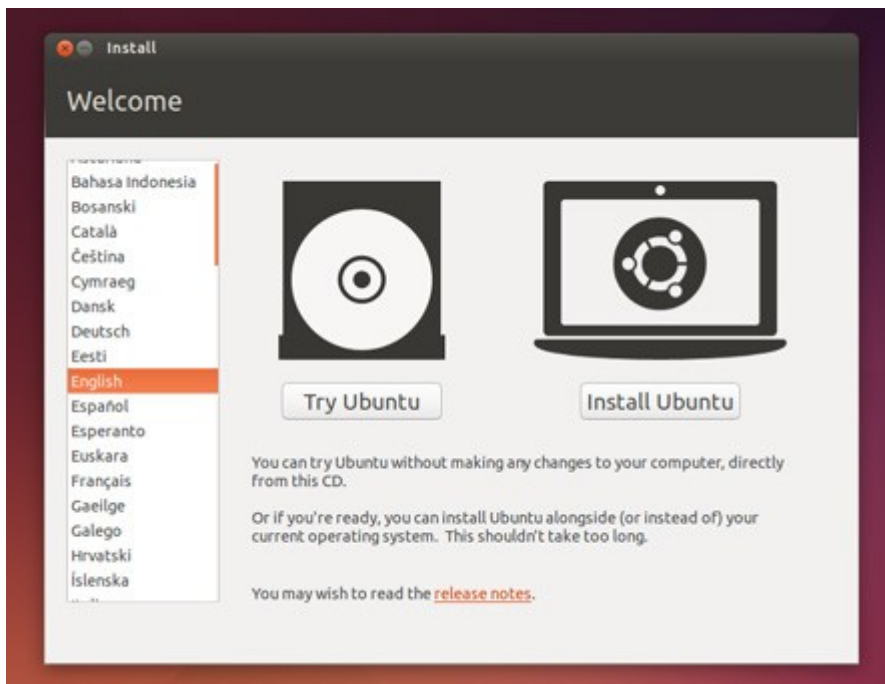 Install
Welcome
Bahasa Indonesia
Bosanski
Català
Čeština
Cymraeg
Dansk
Deutsch
Eesti
English
Español
Esperanto
Euskara
Français
Gaeilge
Galego
Hrvatski
Íslenska
Try Ubuntu
Install Ubuntu
You can try Ubuntu without making any changes to your computer, directly
from this CD.
Or if you're ready, you can install Ubuntu alongside (or instead of) your
current operating system. This shouldn't take too long.
You may wish to read the release notes.